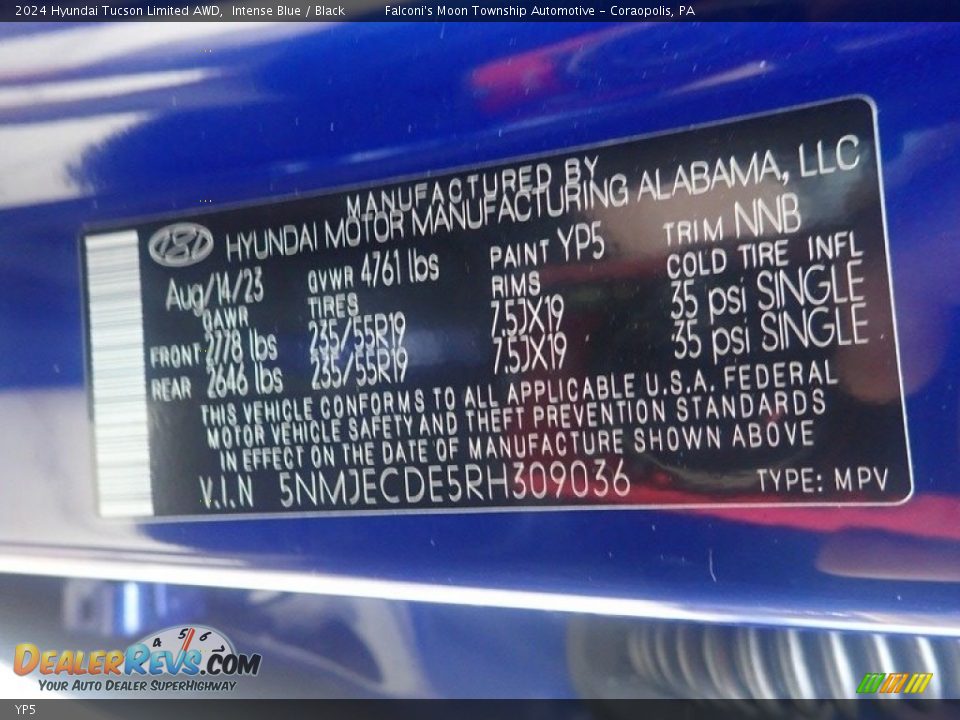 2024 Hyundai Tucson Limited AWD, Intense Blue / Black Falconi's Moon Township Automotive - Coraopolis, PA
MANUFACTURED BY
HYUNDAI MOTOR MANUFACTURING ALABAMA, LLC
Aug/14/23 GVWR 4761 lbs PAINT YP5 TRIM NNB
GAWR TIRES RIMS COLD TIRE INFL
FRONT 2778 lbs 235/55R19 7.5JX19 35 psi SINGLE
REAR 2646 lbs 235/55R19 7.5JX19 35 psi SINGLE
THIS VEHICLE CONFORMS TO ALL APPLICABLE U.S.A. FEDERAL
MOTOR VEHICLE SAFETY AND THEFT PREVENTION STANDARDS
IN EFFECT ON THE DATE OF MANUFACTURE SHOWN ABOVE
V.I.N 5NMJECDE5RH309036 TYPE: MPV
4 5 6
DEALERREVS.COM
YOUR AUTO DEALER SUPERHIGHWAY
YP5